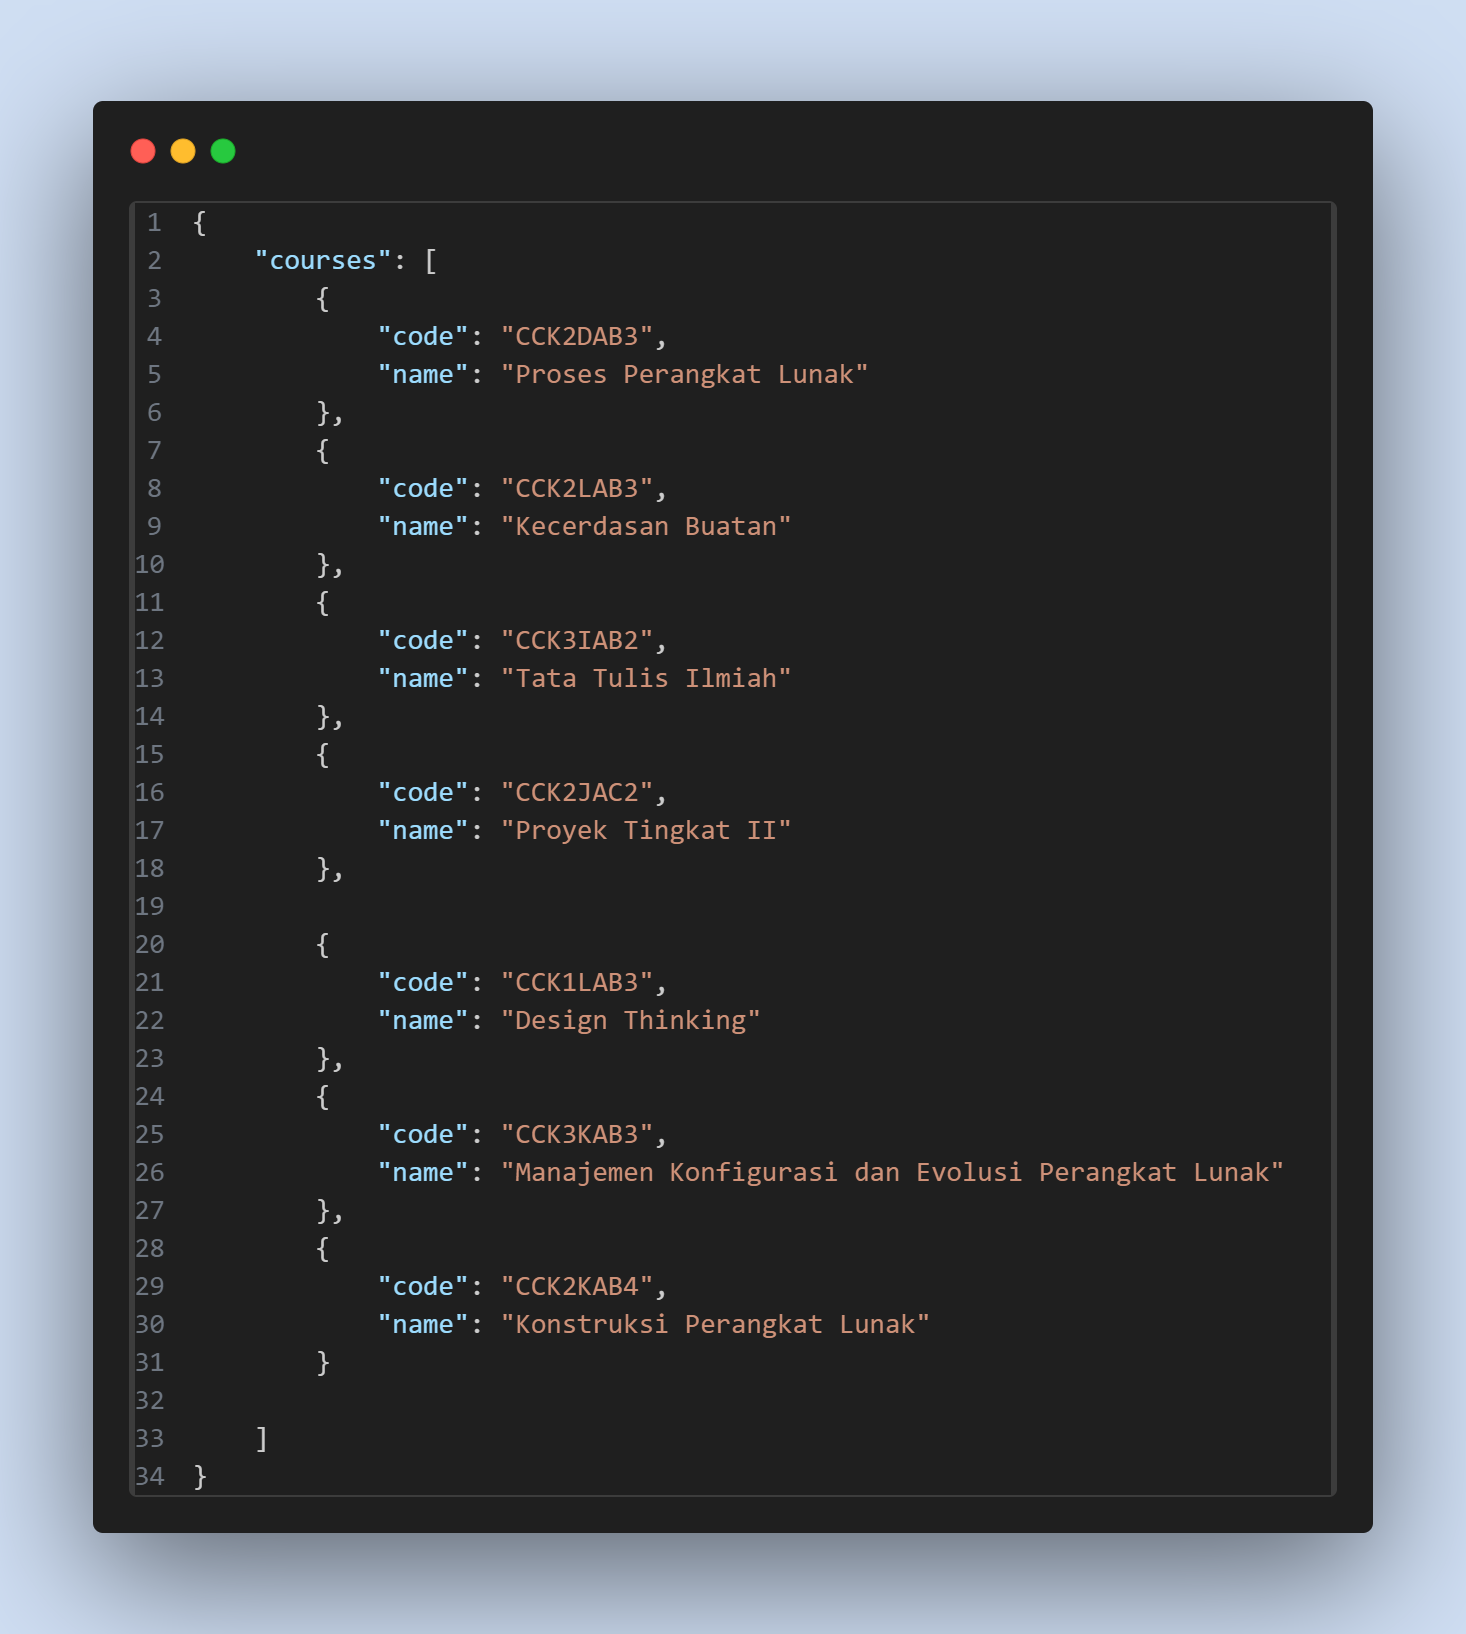 1 {
2     "courses": [
3         {
4             "code": "CCK2DAB3",
5             "name": "Proses Perangkat Lunak"
6         },
7         {
8             "code": "CCK2LAB3",
9             "name": "Kecerdasan Buatan"
10         },
11         {
12             "code": "CCK3IAB2",
13             "name": "Tata Tulis Ilmiah"
14         },
15         {
16             "code": "CCK2JAC2",
17             "name": "Proyek Tingkat II"
18         },
19
20         {
21             "code": "CCK1LAB3",
22             "name": "Design Thinking"
23         },
24         {
25             "code": "CCK3KAB3",
26             "name": "Manajemen Konfigurasi dan Evolusi Perangkat Lunak"
27         },
28         {
29             "code": "CCK2KAB4",
30             "name": "Konstruksi Perangkat Lunak"
31         }
32
33     ]
34 }